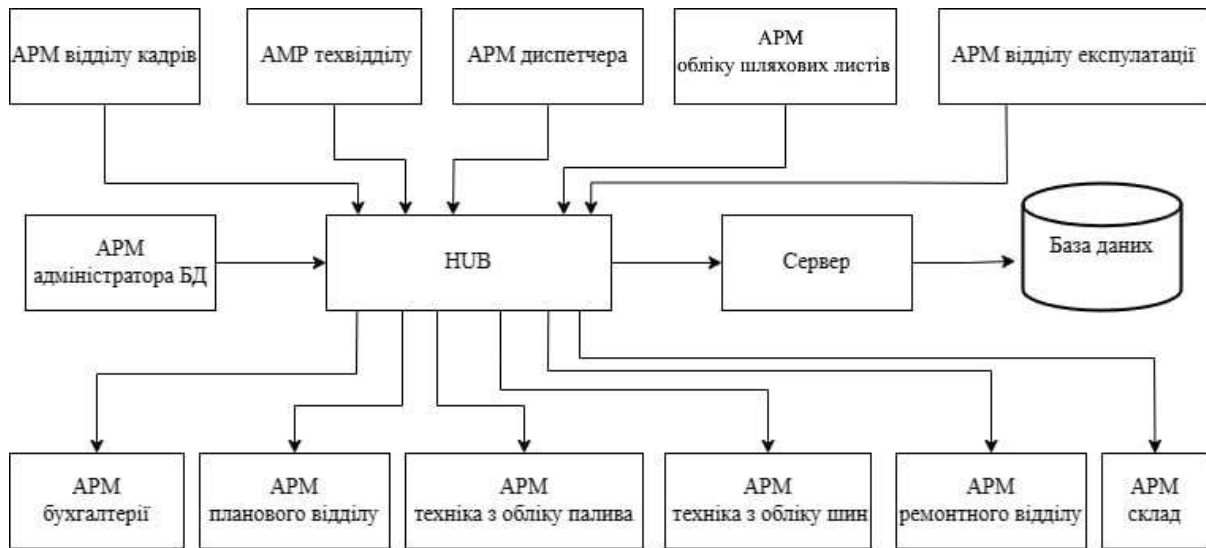 АРМ відділу кадрів
АМР техвідділу
АРМ диспетчера
АРМ
обліку шляхових листів
АРМ відділу експулатації
АРМ
адміністратора БД
HUB
Сервер
База даних
АРМ
бухгалтерії
АРМ
планового відділу
АРМ
техніка з обліку палива
АРМ
техніка з обліку шин
АРМ
ремонтного відділу
АРМ
склад